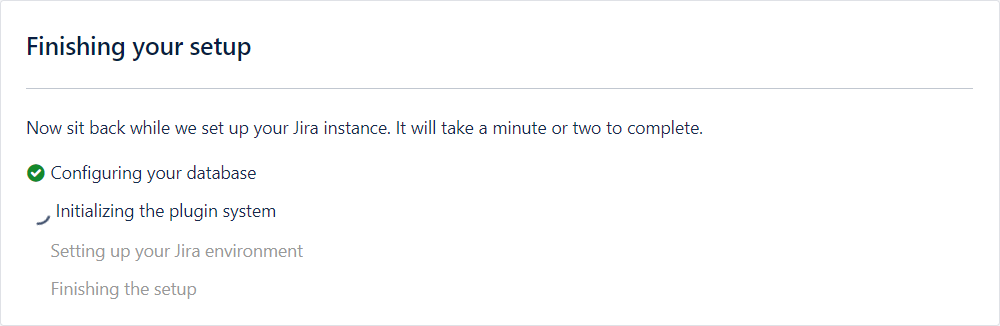 Finishing your setup
Now sit back while we set up your Jira instance. It will take a minute or two to complete.
Configuring your database
Initializing the plugin system
Setting up your Jira environment
Finishing the setup